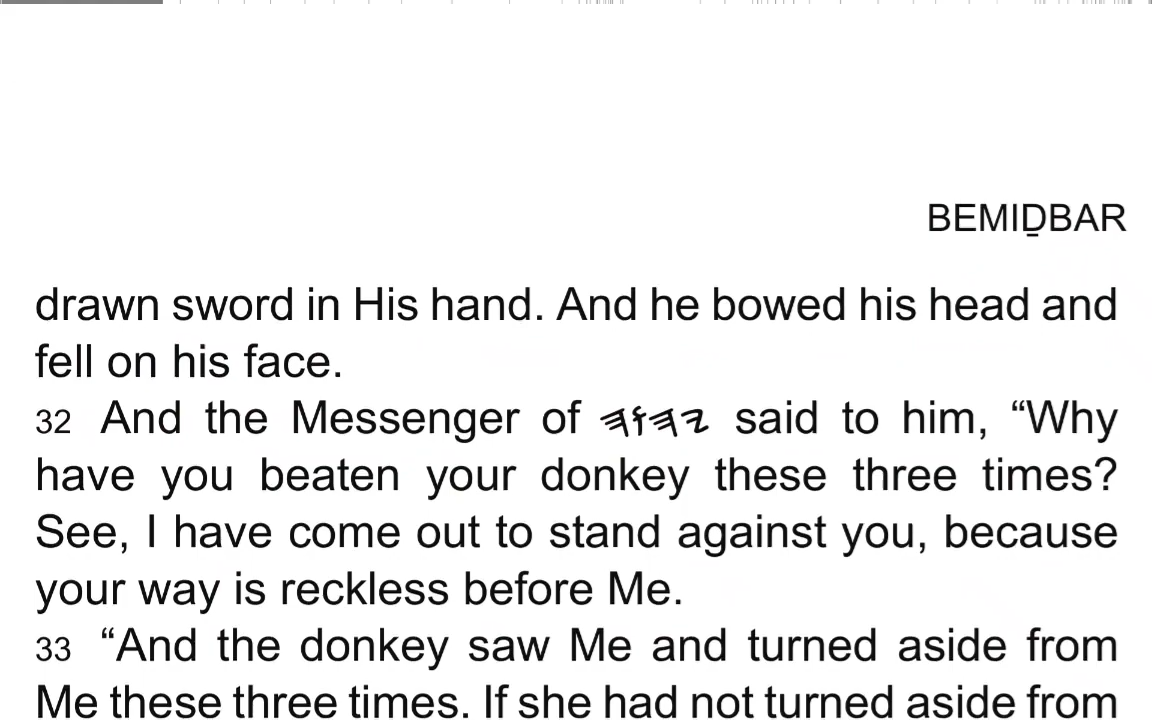 BEMIḎBAR
drawn sword in His hand. And he bowed his head and
fell on his face.
32 And the Messenger of 𐤉𐤄𐤅𐤄 said to him, “Why
have you beaten your donkey these three times?
See, I have come out to stand against you, because
your way is reckless before Me.
33 “And the donkey saw Me and turned aside from
Me these three times. If she had not turned aside from